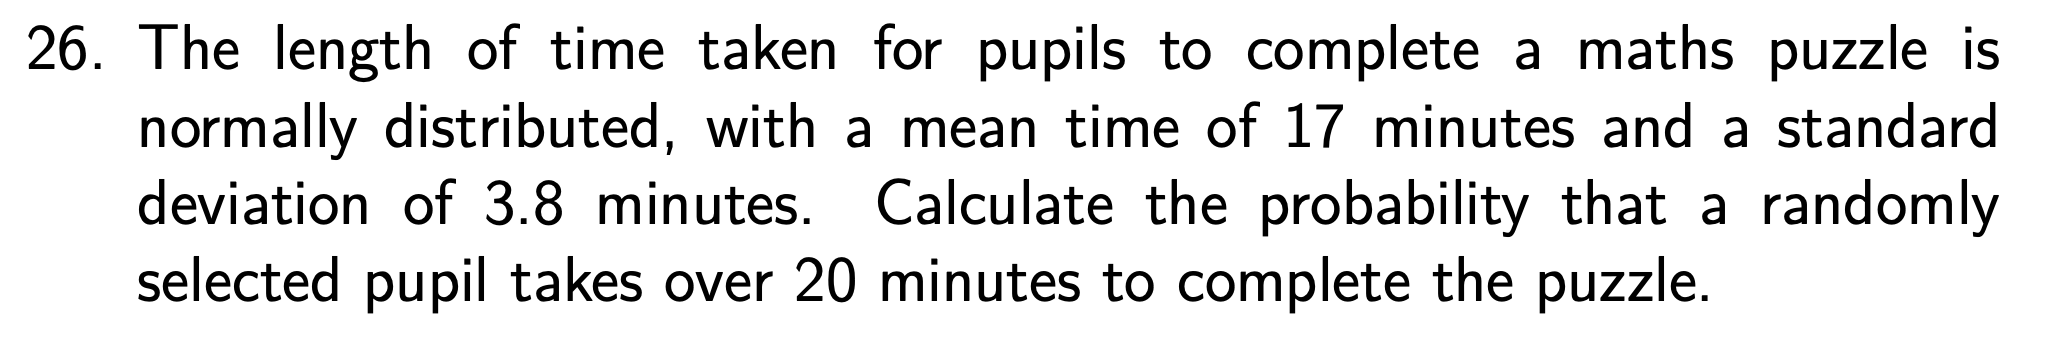 26. The length of time taken for pupils to complete a maths puzzle is
normally distributed, with a mean time of 17 minutes and a standard
deviation of 3.8 minutes. Calculate the probability that a randomly
selected pupil takes over 20 minutes to complete the puzzle.